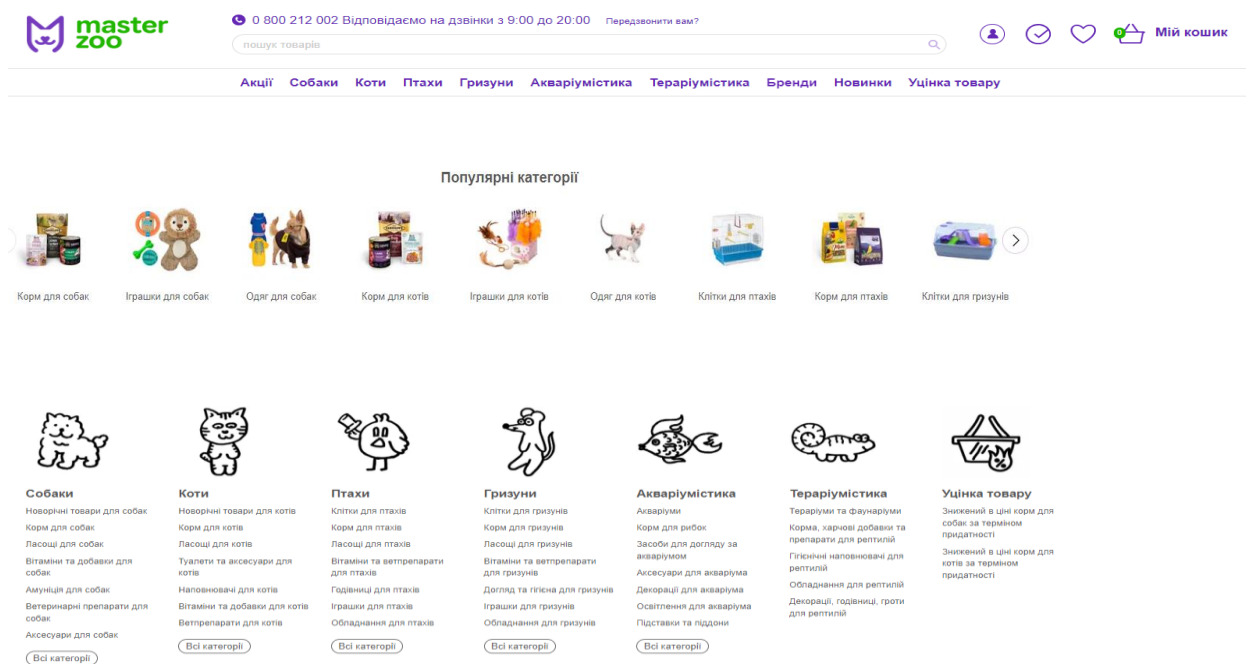 master
zoo
0 800 212 002 Відповідаємо на дзвінки з 9:00 до 20:00 Передзвонити вам?
пошук товарів
0 Мій кошик
Акції Собаки Коти Птахи Гризуни Акваріумістика Тераріумістика Бренди Новинки Уцінка товару
Популярні категорії
Корм для собак Іграшки для собак Одяг для собак Корм для котів Іграшки для котів Одяг для котів Клітки для птахів Корм для птахів Клітки для гризунів
Собаки
Новорічні товари для собак
Корм для собак
Ласощі для собак
Вітаміни та добавки для
собак
Амуніція для собак
Ветеринарні препарати для
собак
Аксесуари для собак
Всі категорії
Коти
Новорічні товари для котів
Корм для котів
Ласощі для котів
Туалети та аксесуари для
котів
Наповнювачі для котів
Вітаміни та добавки для котів
Ветпрепарати для котів
Всі категорії
Птахи
Клітки для птахів
Корм для птахів
Ласощі для птахів
Вітаміни та ветпрепарати
для птахів
Годівниці для птахів
Іграшки для птахів
Обладнання для птахів
Всі категорії
Гризуни
Клітки для гризунів
Корм для гризунів
Ласощі для гризунів
Вітаміни та ветпрепарати
для гризунів
Догляд та гігієна для гризунів
Іграшки для гризунів
Обладнання для гризунів
Всі категорії
Акваріумістика
Акваріуми
Корм для рибок
Засоби для догляду за
акваріумом
Аксесуари для акваріума
Декорації для акваріума
Освітлення для акваріума
Підставки та піддони
Всі категорії
Тераріумістика
Тераріуми та фаунаріуми
Корма, харчові добавки та
препарати для рептилій
Гігієнічні наповнювачі для
рептилій
Обладнання для рептилій
Декорації, годівниці, гроти
для рептилій
Уцінка товару
Знижений в ціні корм для
собак за терміном
придатності
Знижений в ціні корм для
котів за терміном
придатності